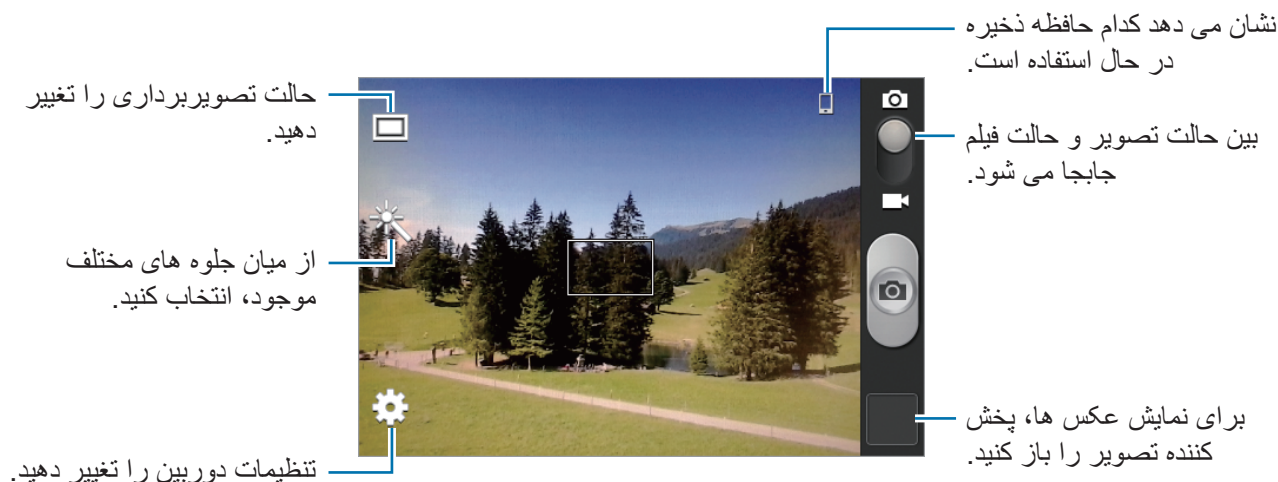 نشان می دهد کدام حافظه ذخیره
در حال استفاده است.
بین حالت تصویر و حالت فیلم
جابجا می شود.
برای نمایش عکس ها، پخش
کننده تصویر را باز کنید.
حالت تصویربرداری را تغییر
دهید.
از میان جلوه های مختلف
موجود، انتخاب کنید.
تنظیمات دوربین را تغییر دهید.